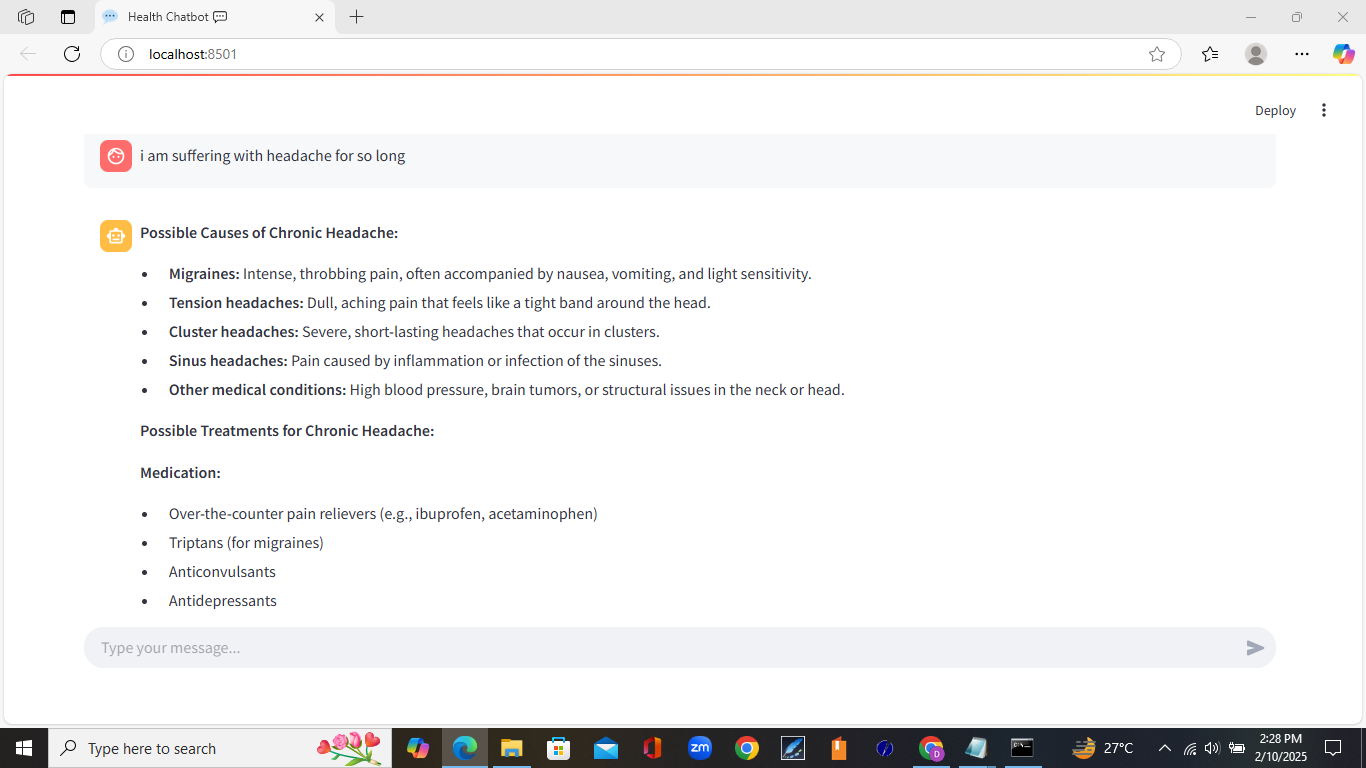 Health Chatbot
localhost:8501
Deploy
i am suffering with headache for so long
Possible Causes of Chronic Headache:
Migraines: Intense, throbbing pain, often accompanied by nausea, vomiting, and light sensitivity.
Tension headaches: Dull, aching pain that feels like a tight band around the head.
Cluster headaches: Severe, short-lasting headaches that occur in clusters.
Sinus headaches: Pain caused by inflammation or infection of the sinuses.
Other medical conditions: High blood pressure, brain tumors, or structural issues in the neck or head.
Possible Treatments for Chronic Headache:
Medication:
Over-the-counter pain relievers (e.g., ibuprofen, acetaminophen)
Triptans (for migraines)
Anticonvulsants
Antidepressants
Type your message...
Type here to search
zm
D
27°C
2:28 PM
2/10/2025